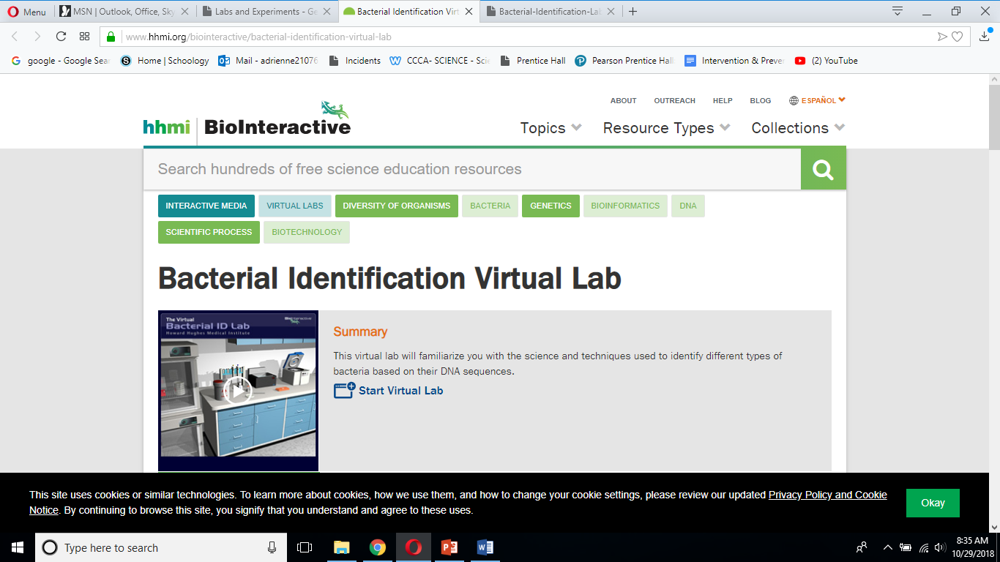 Menu
MSN | Outlook, Office, Sky
Labs and Experiments - Ge
Bacterial Identification Virt
Bacterial-Identification-Lab
www.hhmi.org/biointeractive/bacterial-identification-virtual-lab
google - Google Sear
Home | Schoology
Mail - adrienne21076
Incidents
CCCA- SCIENCE - Scie
Prentice Hall
Pearson Prentice Hall
Intervention & Preven
(2) YouTube
ABOUT OUTREACH HELP BLOG ESPAÑOL
hhmi BioInteractive
Topics Resource Types Collections
Search hundreds of free science education resources
INTERACTIVE MEDIA VIRTUAL LABS DIVERSITY OF ORGANISMS BACTERIA GENETICS BIOINFORMATICS DNA
SCIENTIFIC PROCESS BIOTECHNOLOGY
Bacterial Identification Virtual Lab
The Virtual
Bacterial ID Lab
Howard Hughes Medical Institute
BioInteractive
Summary
This virtual lab will familiarize you with the science and techniques used to identify different types of
bacteria based on their DNA sequences.
Start Virtual Lab
This site uses cookies or similar technologies. To learn more about cookies, how we use them, and how to change your cookie settings, please review our updated Privacy Policy and Cookie
Notice. By continuing to browse this site, you signify that you understand and agree to these uses.
Okay
Type here to search
8:35 AM
10/29/2018